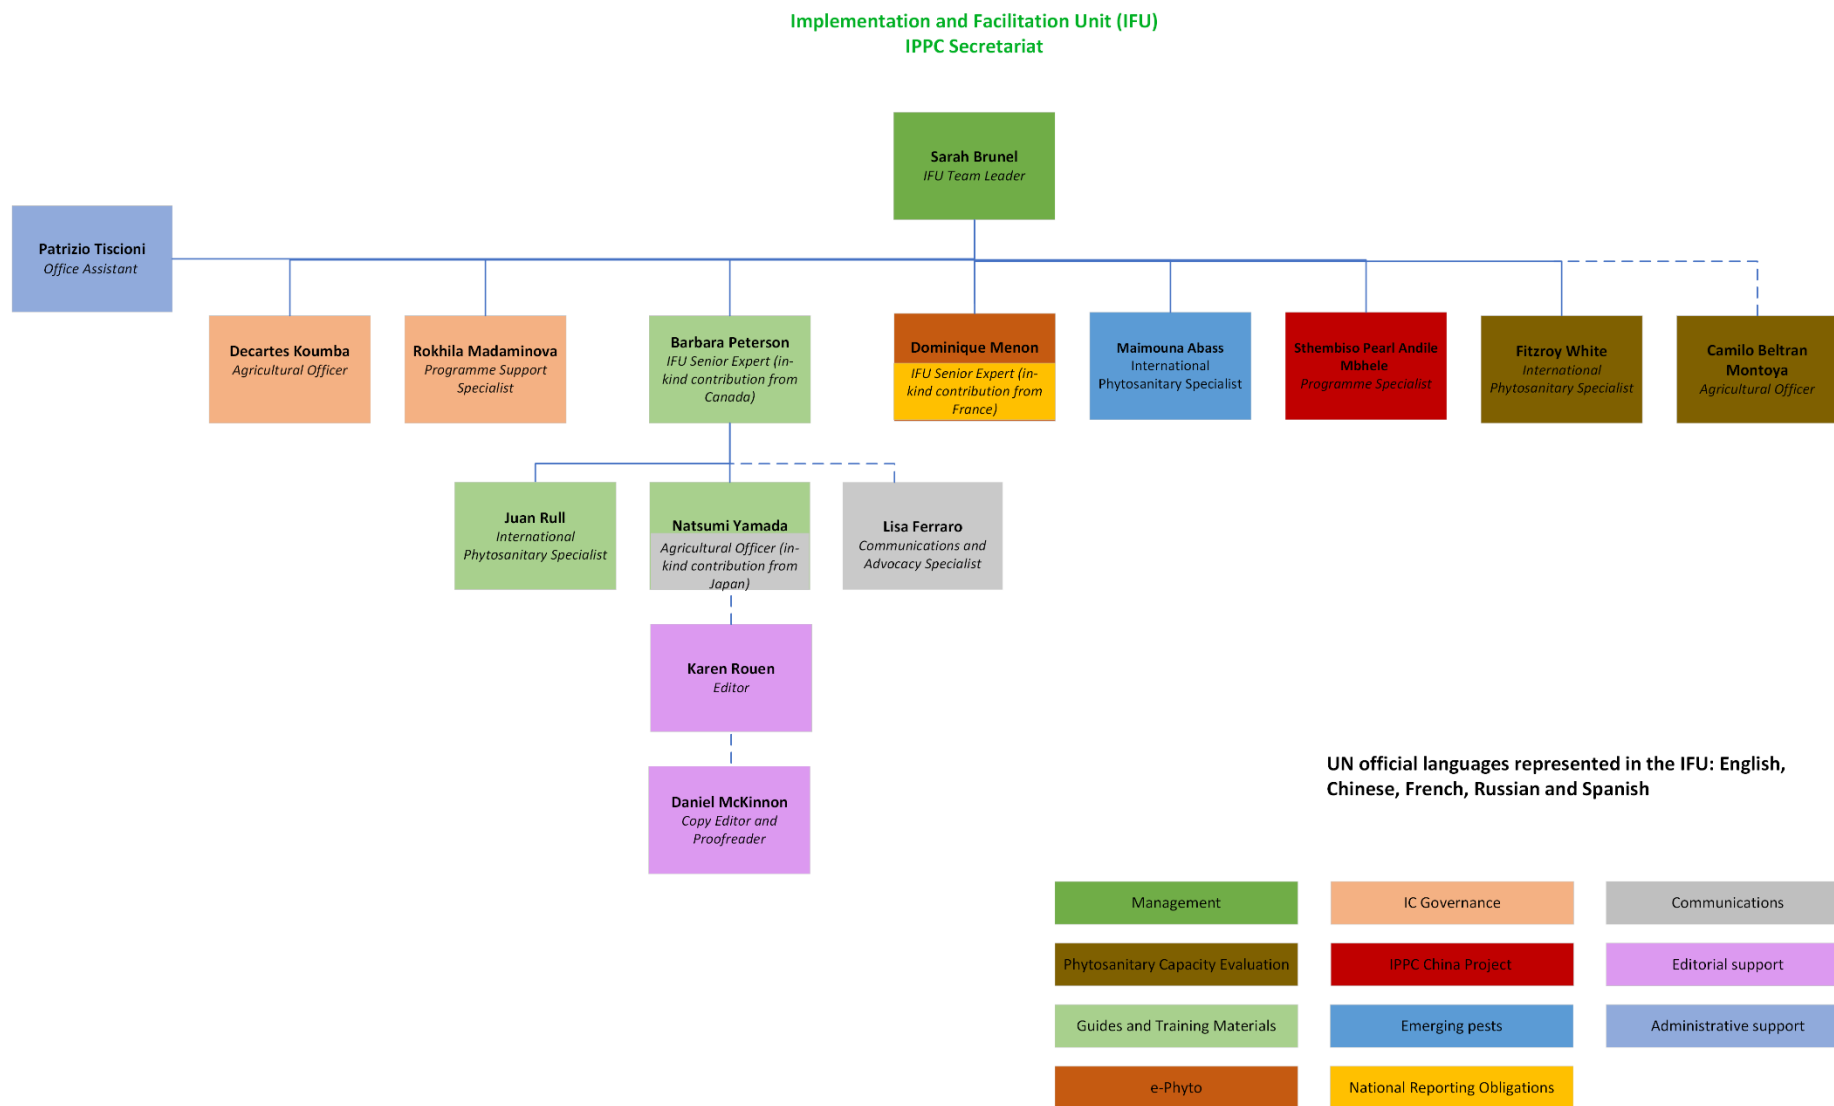 Implementation and Facilitation Unit (IFU)
IPPC Secretariat
Sarah Brunel
IFU Team Leader
Patrizio Tiscioni
Office Assistant
Decartes Koumba
Agricultural Officer
Rokhila Madaminova
Programme Support
Specialist
Barbara Peterson
IFU Senior Expert (in-
kind contribution from
Canada)
Dominique Menon
IFU Senior Expert (in-
kind contribution from
France)
Maimouna Abass
International
Phytosanitary Specialist
Sthembiso Pearl Andile
Mbhele
Programme Specialist
Fitzroy White
International
Phytosanitary Specialist
Camilo Beltran
Montoya
Agricultural Officer
Juan Rull
International
Phytosanitary Specialist
Natsumi Yamada
Agricultural Officer (in-
kind contribution from
Japan)
Lisa Ferraro
Communications and
Advocacy Specialist
Karen Rouen
Editor
Daniel McKinnon
Copy Editor and
Proofreader
UN official languages represented in the IFU: English,
Chinese, French, Russian and Spanish
Management
IC Governance
Communications
Phytosanitary Capacity Evaluation
IPPC China Project
Editorial support
Guides and Training Materials
Emerging pests
Administrative support
e-Phyto
National Reporting Obligations